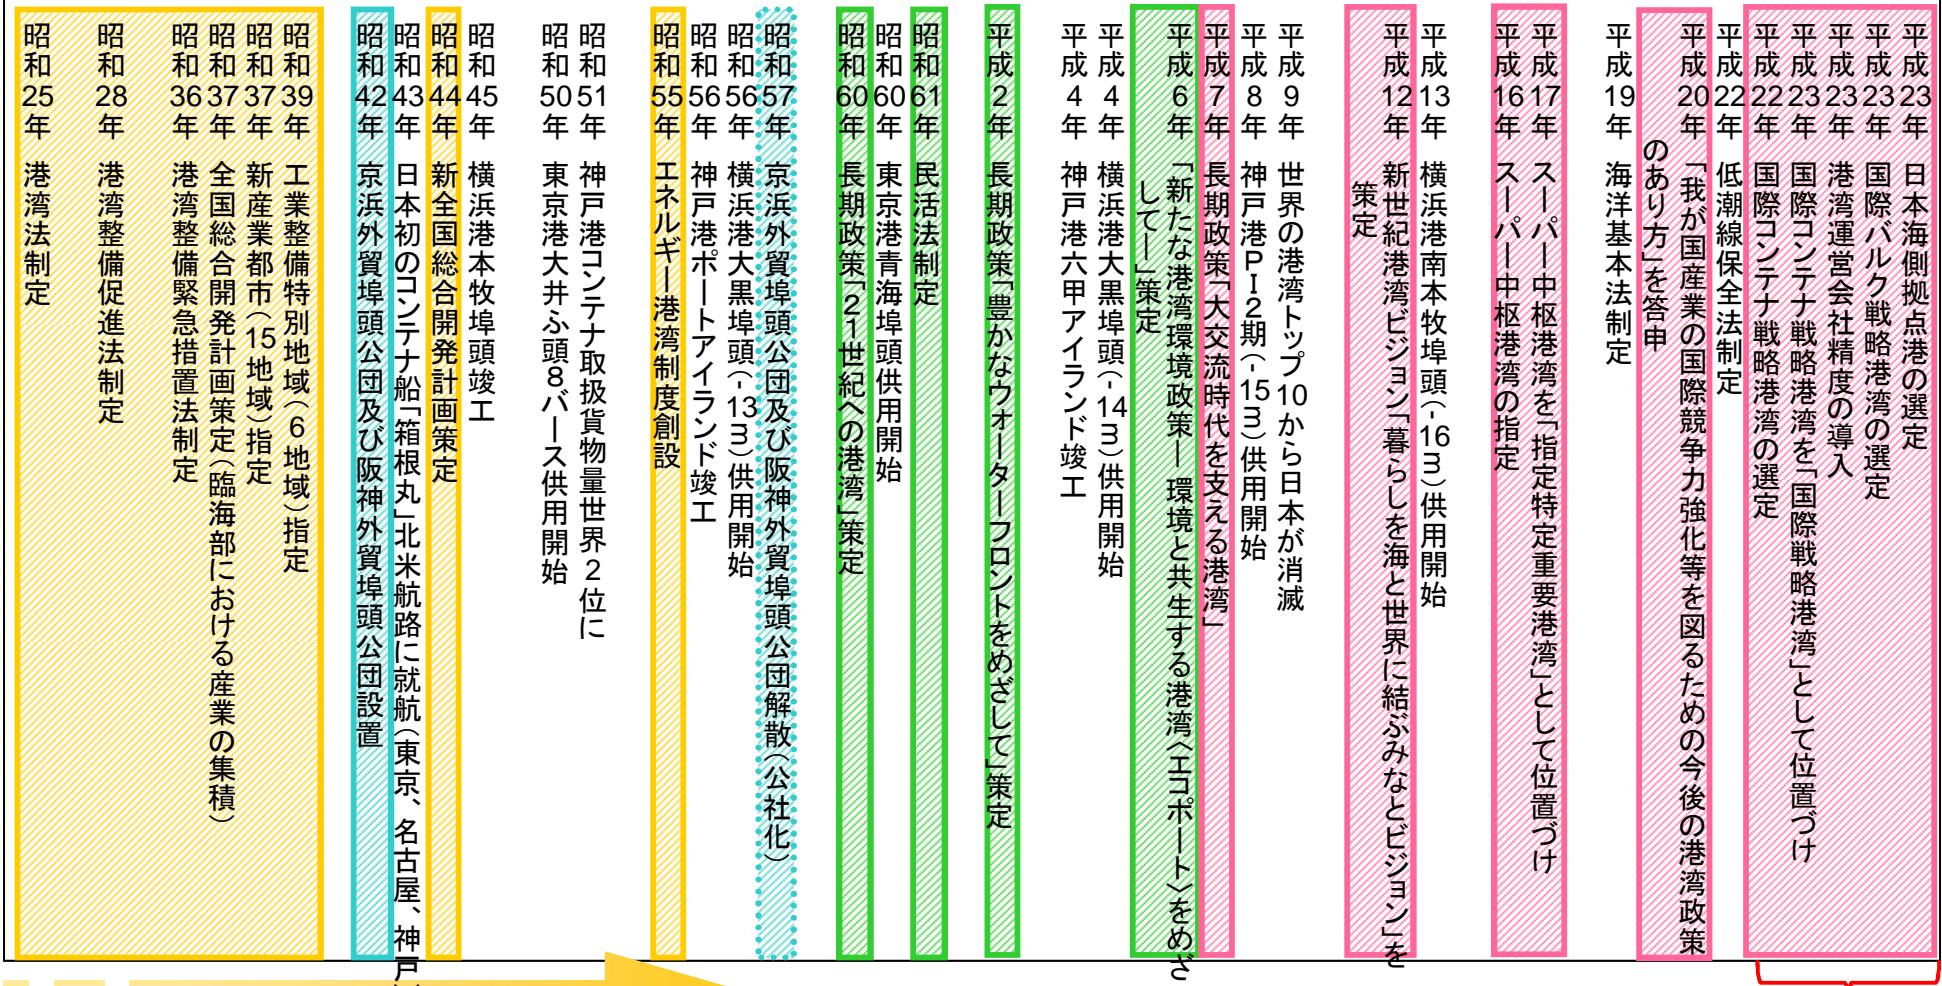 平成23年 日本海側拠点港の選定
平成23年 国際バルク戦略港湾の選定
平成23年 港湾運営会社精度の導入
平成23年 国際コンテナ戦略港湾を「国際戦略港湾」として位置づけ
平成22年 国際コンテナ戦略港湾の選定
平成22年 低潮線保全法制定
平成20年 「我が国産業の国際競争力強化等を図るための今後の港湾政策
のあり方」を答申
平成19年 海洋基本法制定
平成17年 スーパー中枢港湾を「指定特定重要港湾」として位置づけ
平成16年 スーパー中枢港湾の指定
平成13年 横浜港南本牧埠頭（-16m）供用開始
平成12年 新世紀港湾ビジョン「暮らしを海と世界に結ぶみなとビジョン」を
策定
平成9年 世界の港湾トップ10から日本が消滅
平成8年 神戸港PI2期（-15m）供用開始
平成7年 長期政策「大交流時代を支える港湾」
平成6年 「新たな港湾環境政策－環境と共生する港湾〈エコポート〉をめざ
して－」策定
平成4年 横浜港大黒埠頭（-14m）供用開始
平成4年 神戸港六甲アイランド竣工
平成2年 長期政策「豊かなウオーターフロントをめざして」策定
昭和61年 民活法制定
昭和60年 東京港青海埠頭供用開始
昭和60年 長期政策「21世紀への港湾」策定
昭和57年 京浜外貿埠頭公団及び阪神外貿埠頭公団解散（公社化）
昭和56年 横浜港大黒埠頭（-13m）供用開始
昭和56年 神戸港ポートアイランド竣工
昭和55年 エネルギー港湾制度創設
昭和51年 神戸港コンテナ取扱貨物量世界2位に
昭和50年 東京港大井ふ頭8バース供用開始
昭和45年 横浜港本牧埠頭竣工
昭和44年 新全国総合開発計画策定
昭和43年 日本初のコンテナ船「箱根丸」北米航路に就航（東京、名古屋、神戸）
昭和42年 京浜外貿埠頭公団及び阪神外貿埠頭公団設置
昭和39年 工業整備特別地域（6地域）指定
昭和37年 新産業都市（15地域）指定
昭和37年 全国総合開発計画策定（臨海部における産業の集積）
昭和36年 港湾整備緊急措置法制定
昭和28年 港湾整備促進法制定
昭和25年 港湾法制定